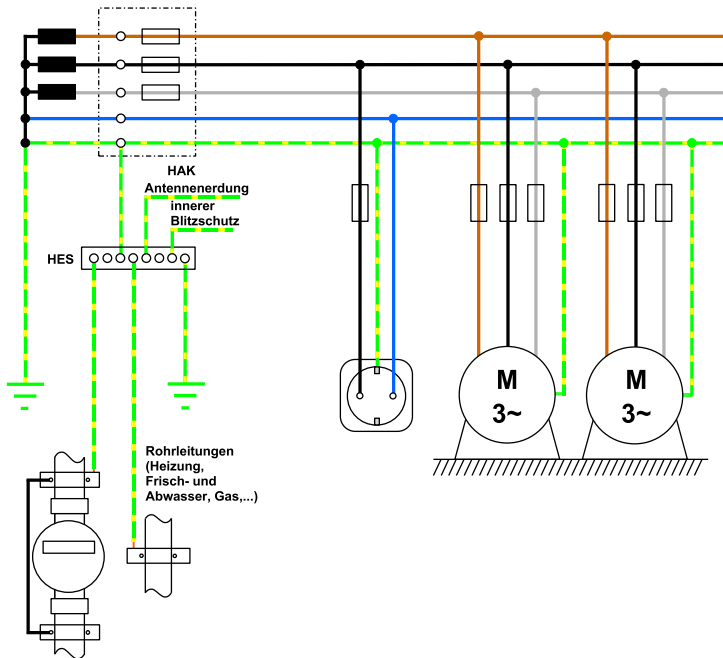 HAK
Antennenerdung
innerer
Blitzschutz
HES
M
3~
M
3~
Rohrleitungen
(Heizung,
Frisch- und
Abwasser, Gas,...)